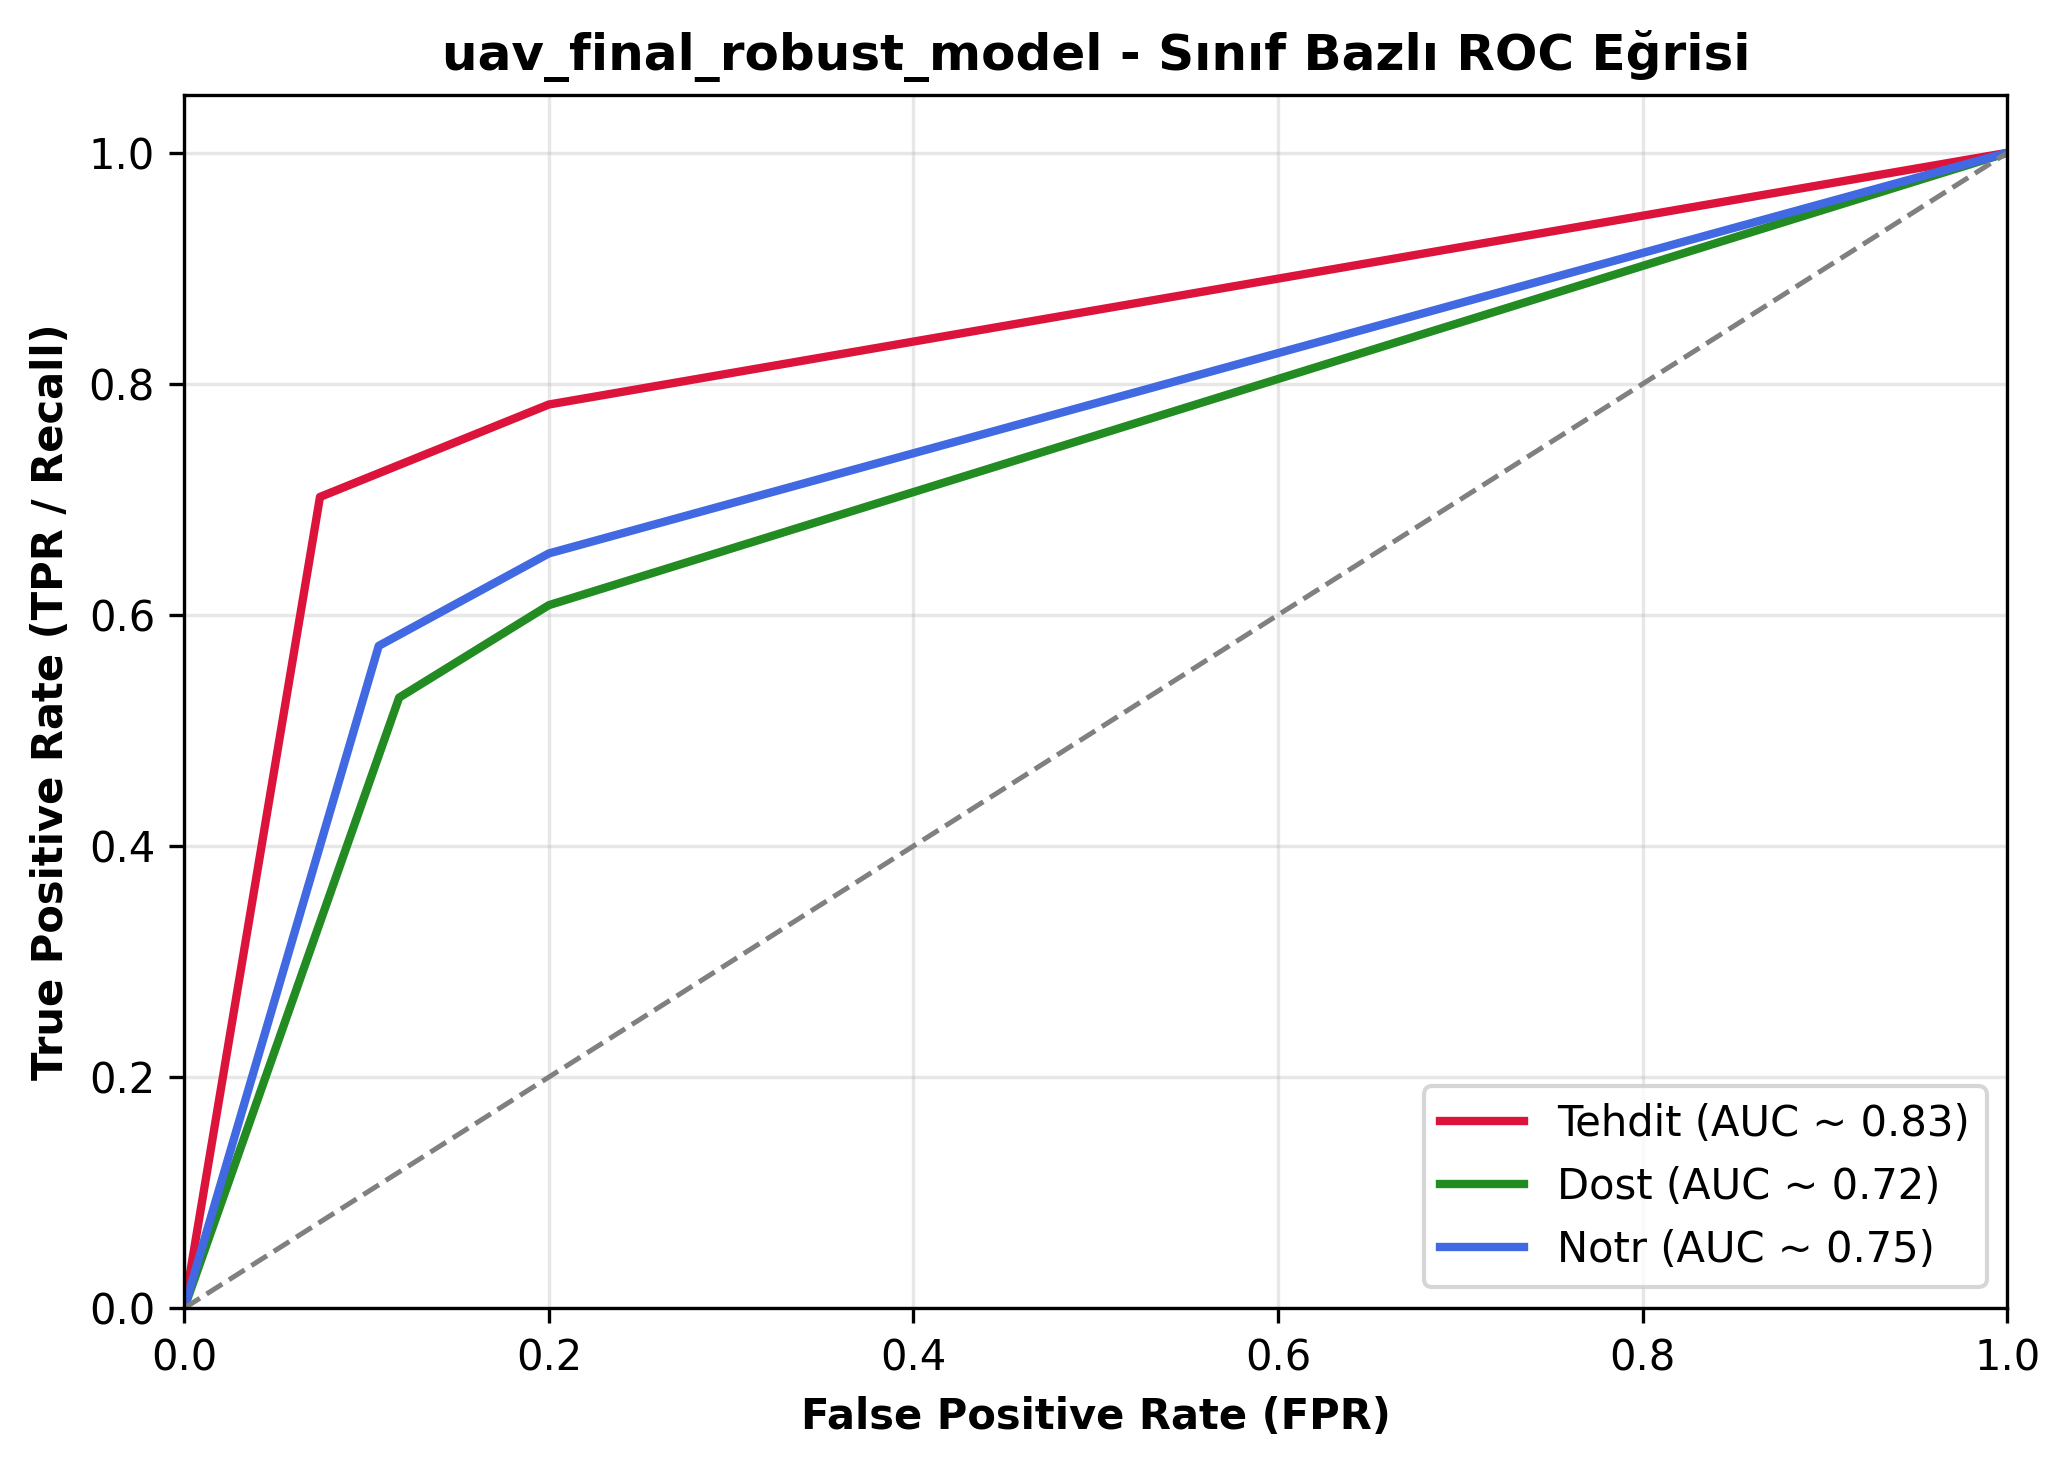 uav_final_robust_model - Sınıf Bazlı ROC Eğrisi
True Positive Rate (TPR / Recall)
1.0
0.8
0.6
0.4
0.2
0.0
Tehdit (AUC ~ 0.83)
Dost (AUC ~ 0.72)
Notr (AUC ~ 0.75)
0.0 0.2 0.4 0.6 0.8 1.0
False Positive Rate (FPR)